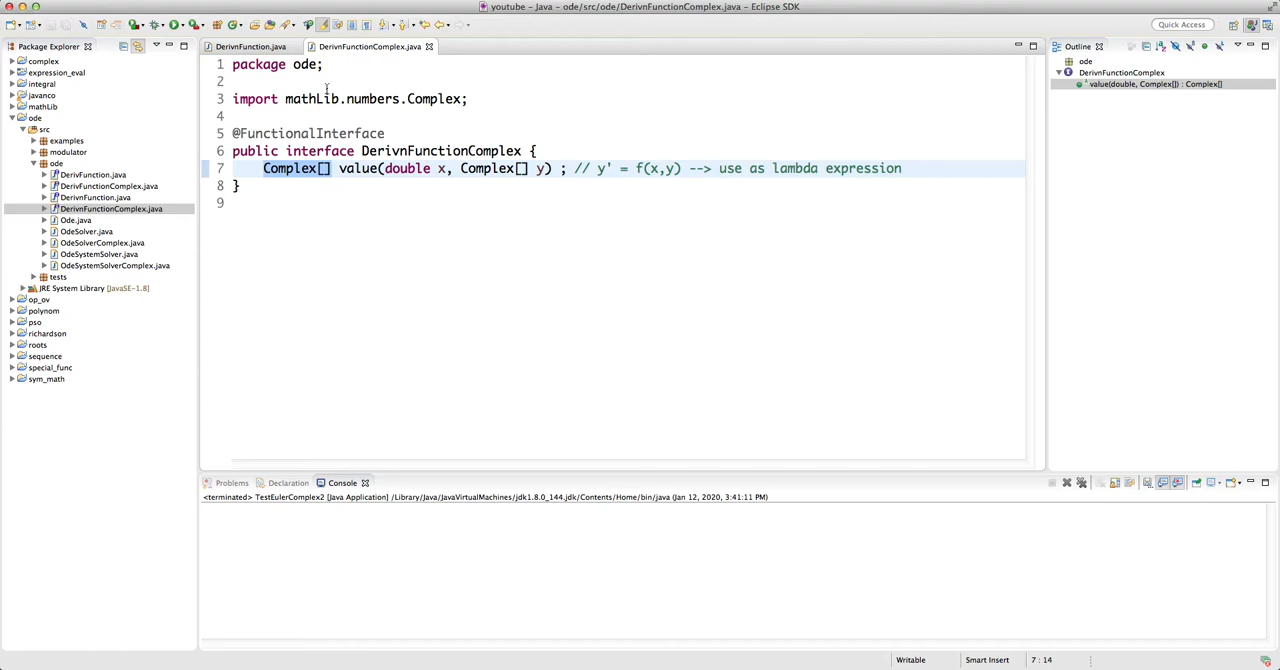 youtube - Java - ode/src/ode/DerivnFunctionComplex.java - Eclipse SDK
Quick Access
Package Explorer
DerivnFunction.java
DerivnFunctionComplex.java
Outline
complex
expression_eval
integral
javanco
mathLib
ode
src
examples
modulator
ode
DerivFunction.java
DerivFunctionComplex.java
DerivnFunction.java
DerivnFunctionComplex.java
Ode.java
OdeSolver.java
OdeSolverComplex.java
OdeSystemSolver.java
OdeSystemSolverComplex.java
tests
JRE System Library [JavaSE-1.8]
op_ov
polynom
pso
richardson
roots
sequence
special_func
sym_math
1 package ode;
2
3 import mathLib.numbers.Complex;
4
5 @FunctionalInterface
6 public interface DerivnFunctionComplex {
7 Complex[] value(double x, Complex[] y) ; // y' = f(x,y) --> use as lambda expression
8 }
9
ode
DerivnFunctionComplex
value(double, Complex[]) : Complex[]
Problems
Declaration
Console
<terminated> TestEulerComplex2 [Java Application] /Library/Java/JavaVirtualMachines/jdk1.8.0_144.jdk/Contents/Home/bin/java (Jan 12, 2020, 3:41:11 PM)
Writable
Smart Insert
7 : 14